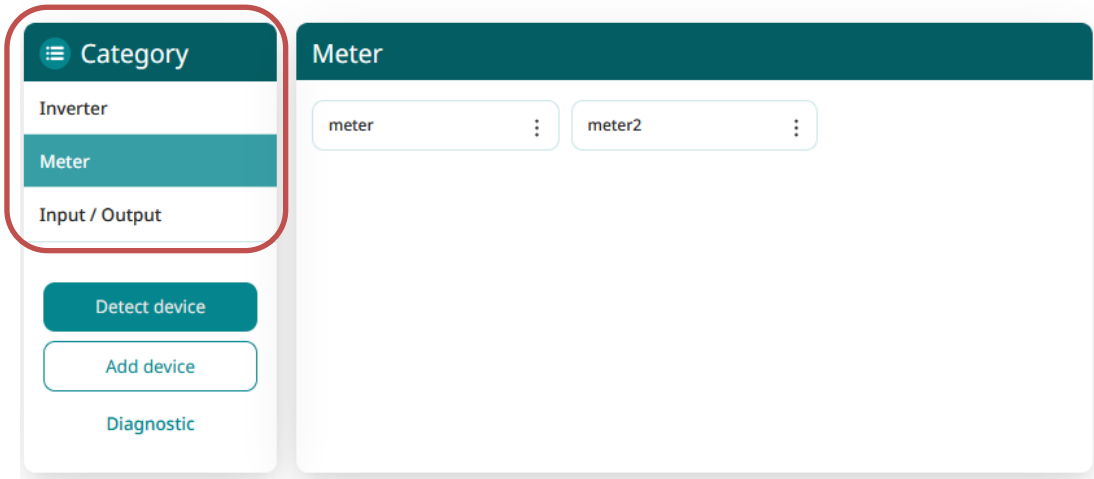 Category
Inverter
Meter
Input / Output
Detect device
Add device
Diagnostic
Meter
meter
meter2